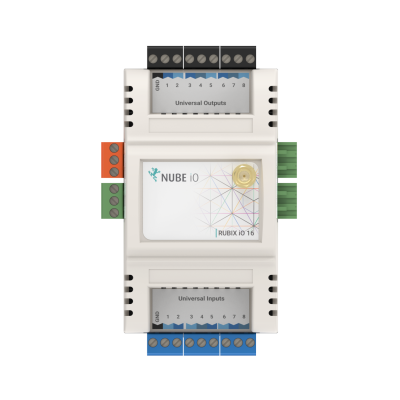 GND 1 2 3 4 5 6 7 8
Universal Outputs
NUBE iO
RUBIX iO 16
Universal Inputs
GND 1 2 3 4 5 6 7 8